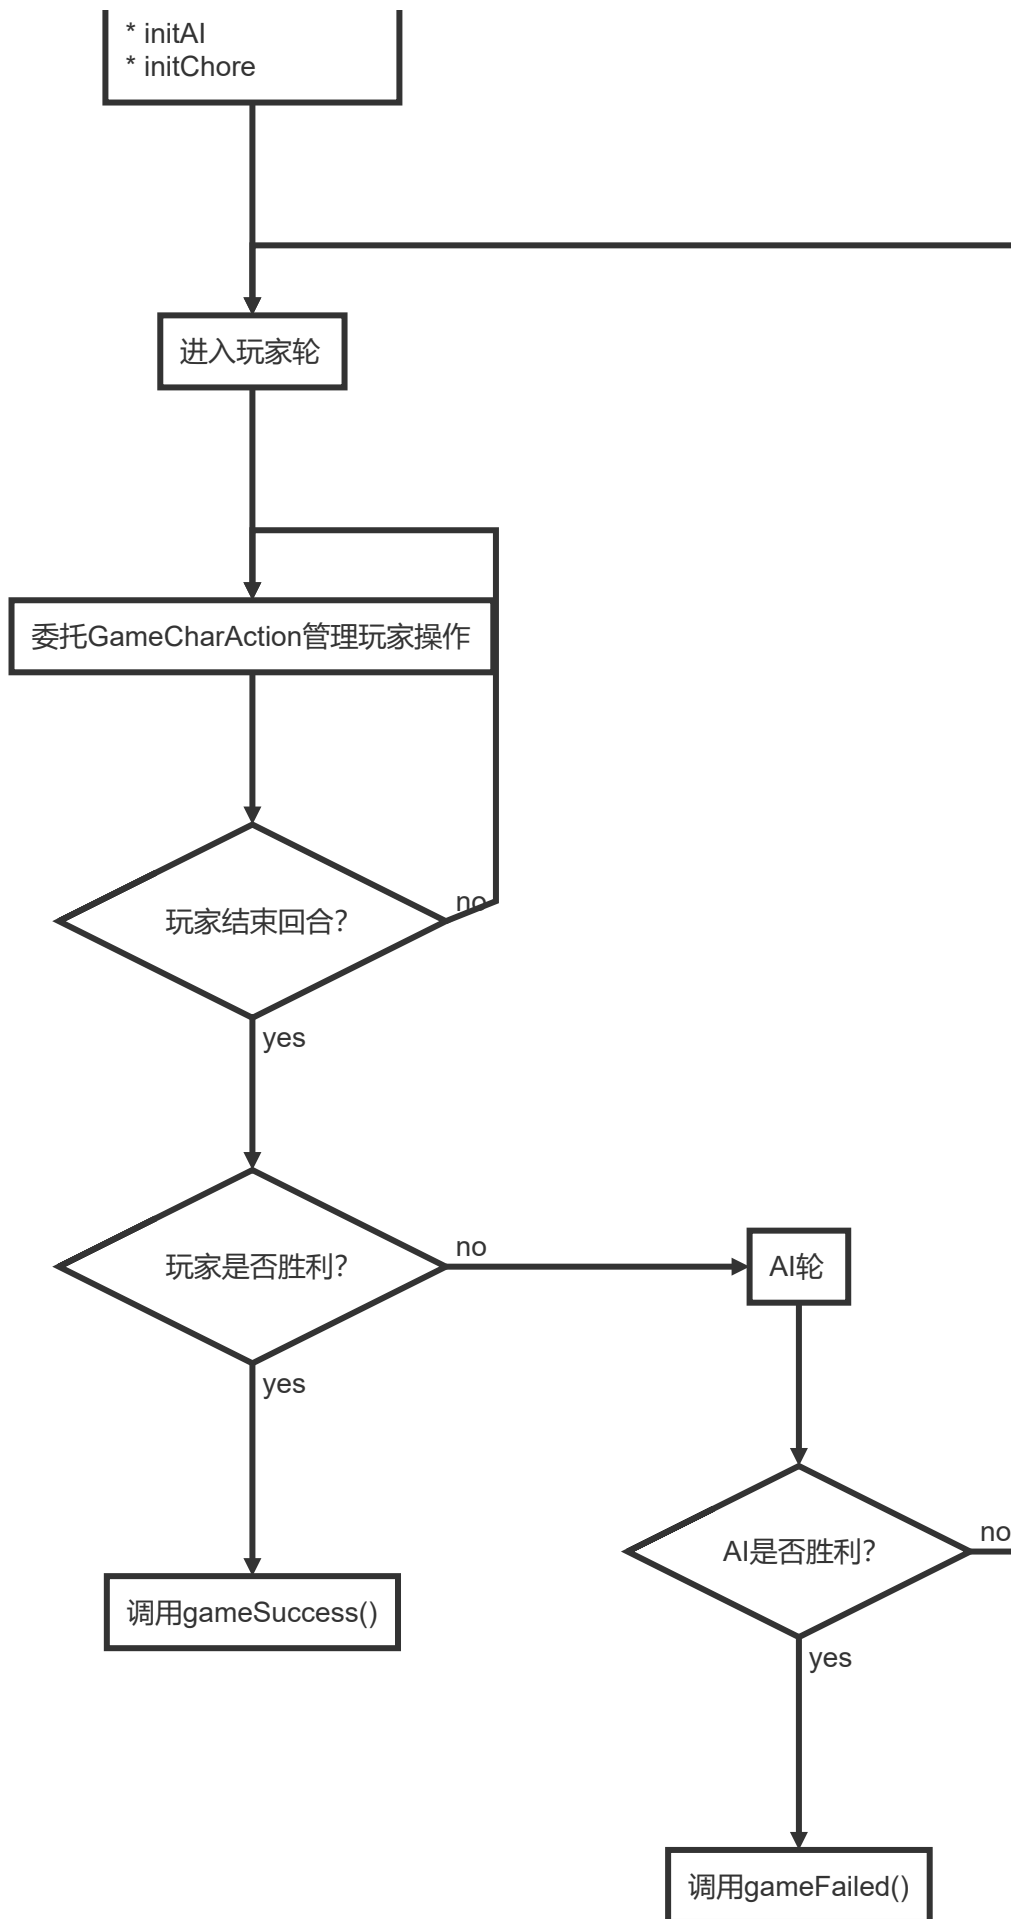 * initAI
* initChore
进入玩家轮
委托GameCharAction管理玩家操作
玩家结束回合？
no
yes
玩家是否胜利？
no
AI轮
yes
AI是否胜利？
no
调用gameSuccess()
yes
调用gameFailed()